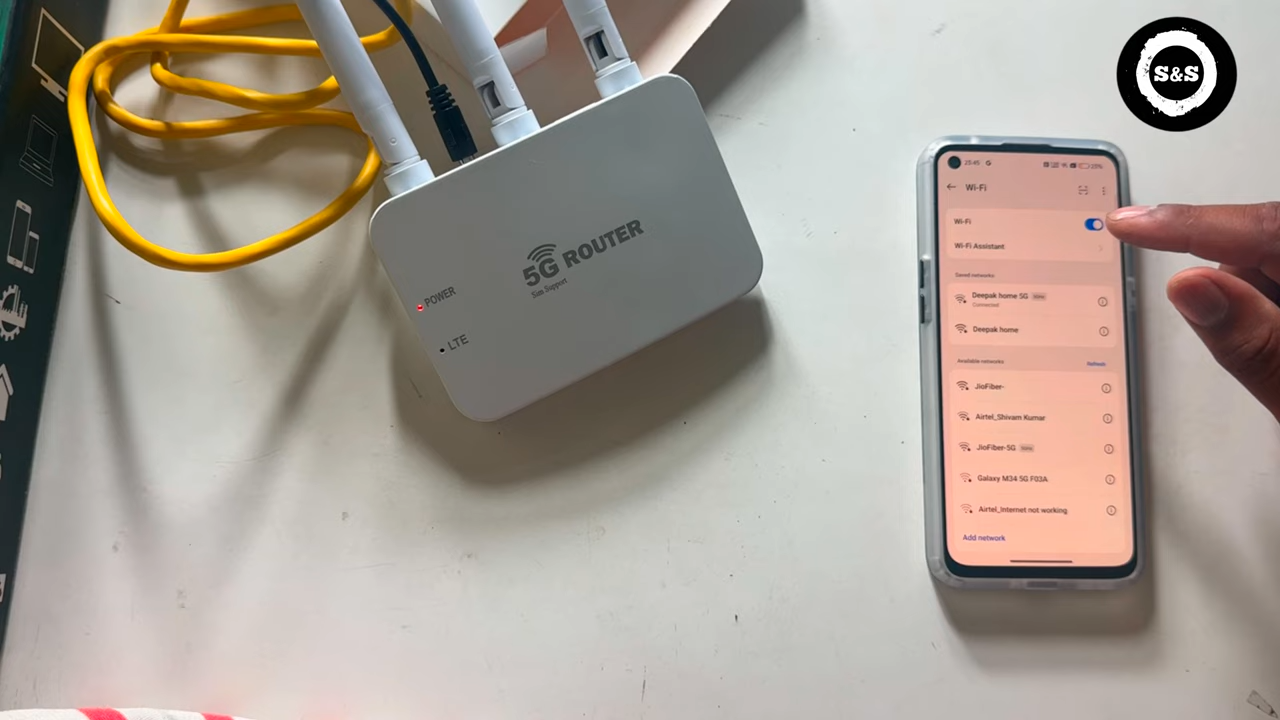 S&S
5G ROUTER
Sim Support
POWER
LTE
23:45
Wi-Fi
Wi-Fi
Wi-Fi Assistant
Saved networks
Deepak home 5G
Connected
Deepak home
Available networks
Refresh
JioFiber-
Airtel_Shivam Kumar
JioFiber-5G
Galaxy M34 5G F03A
Airtel_Internet not working
Add network